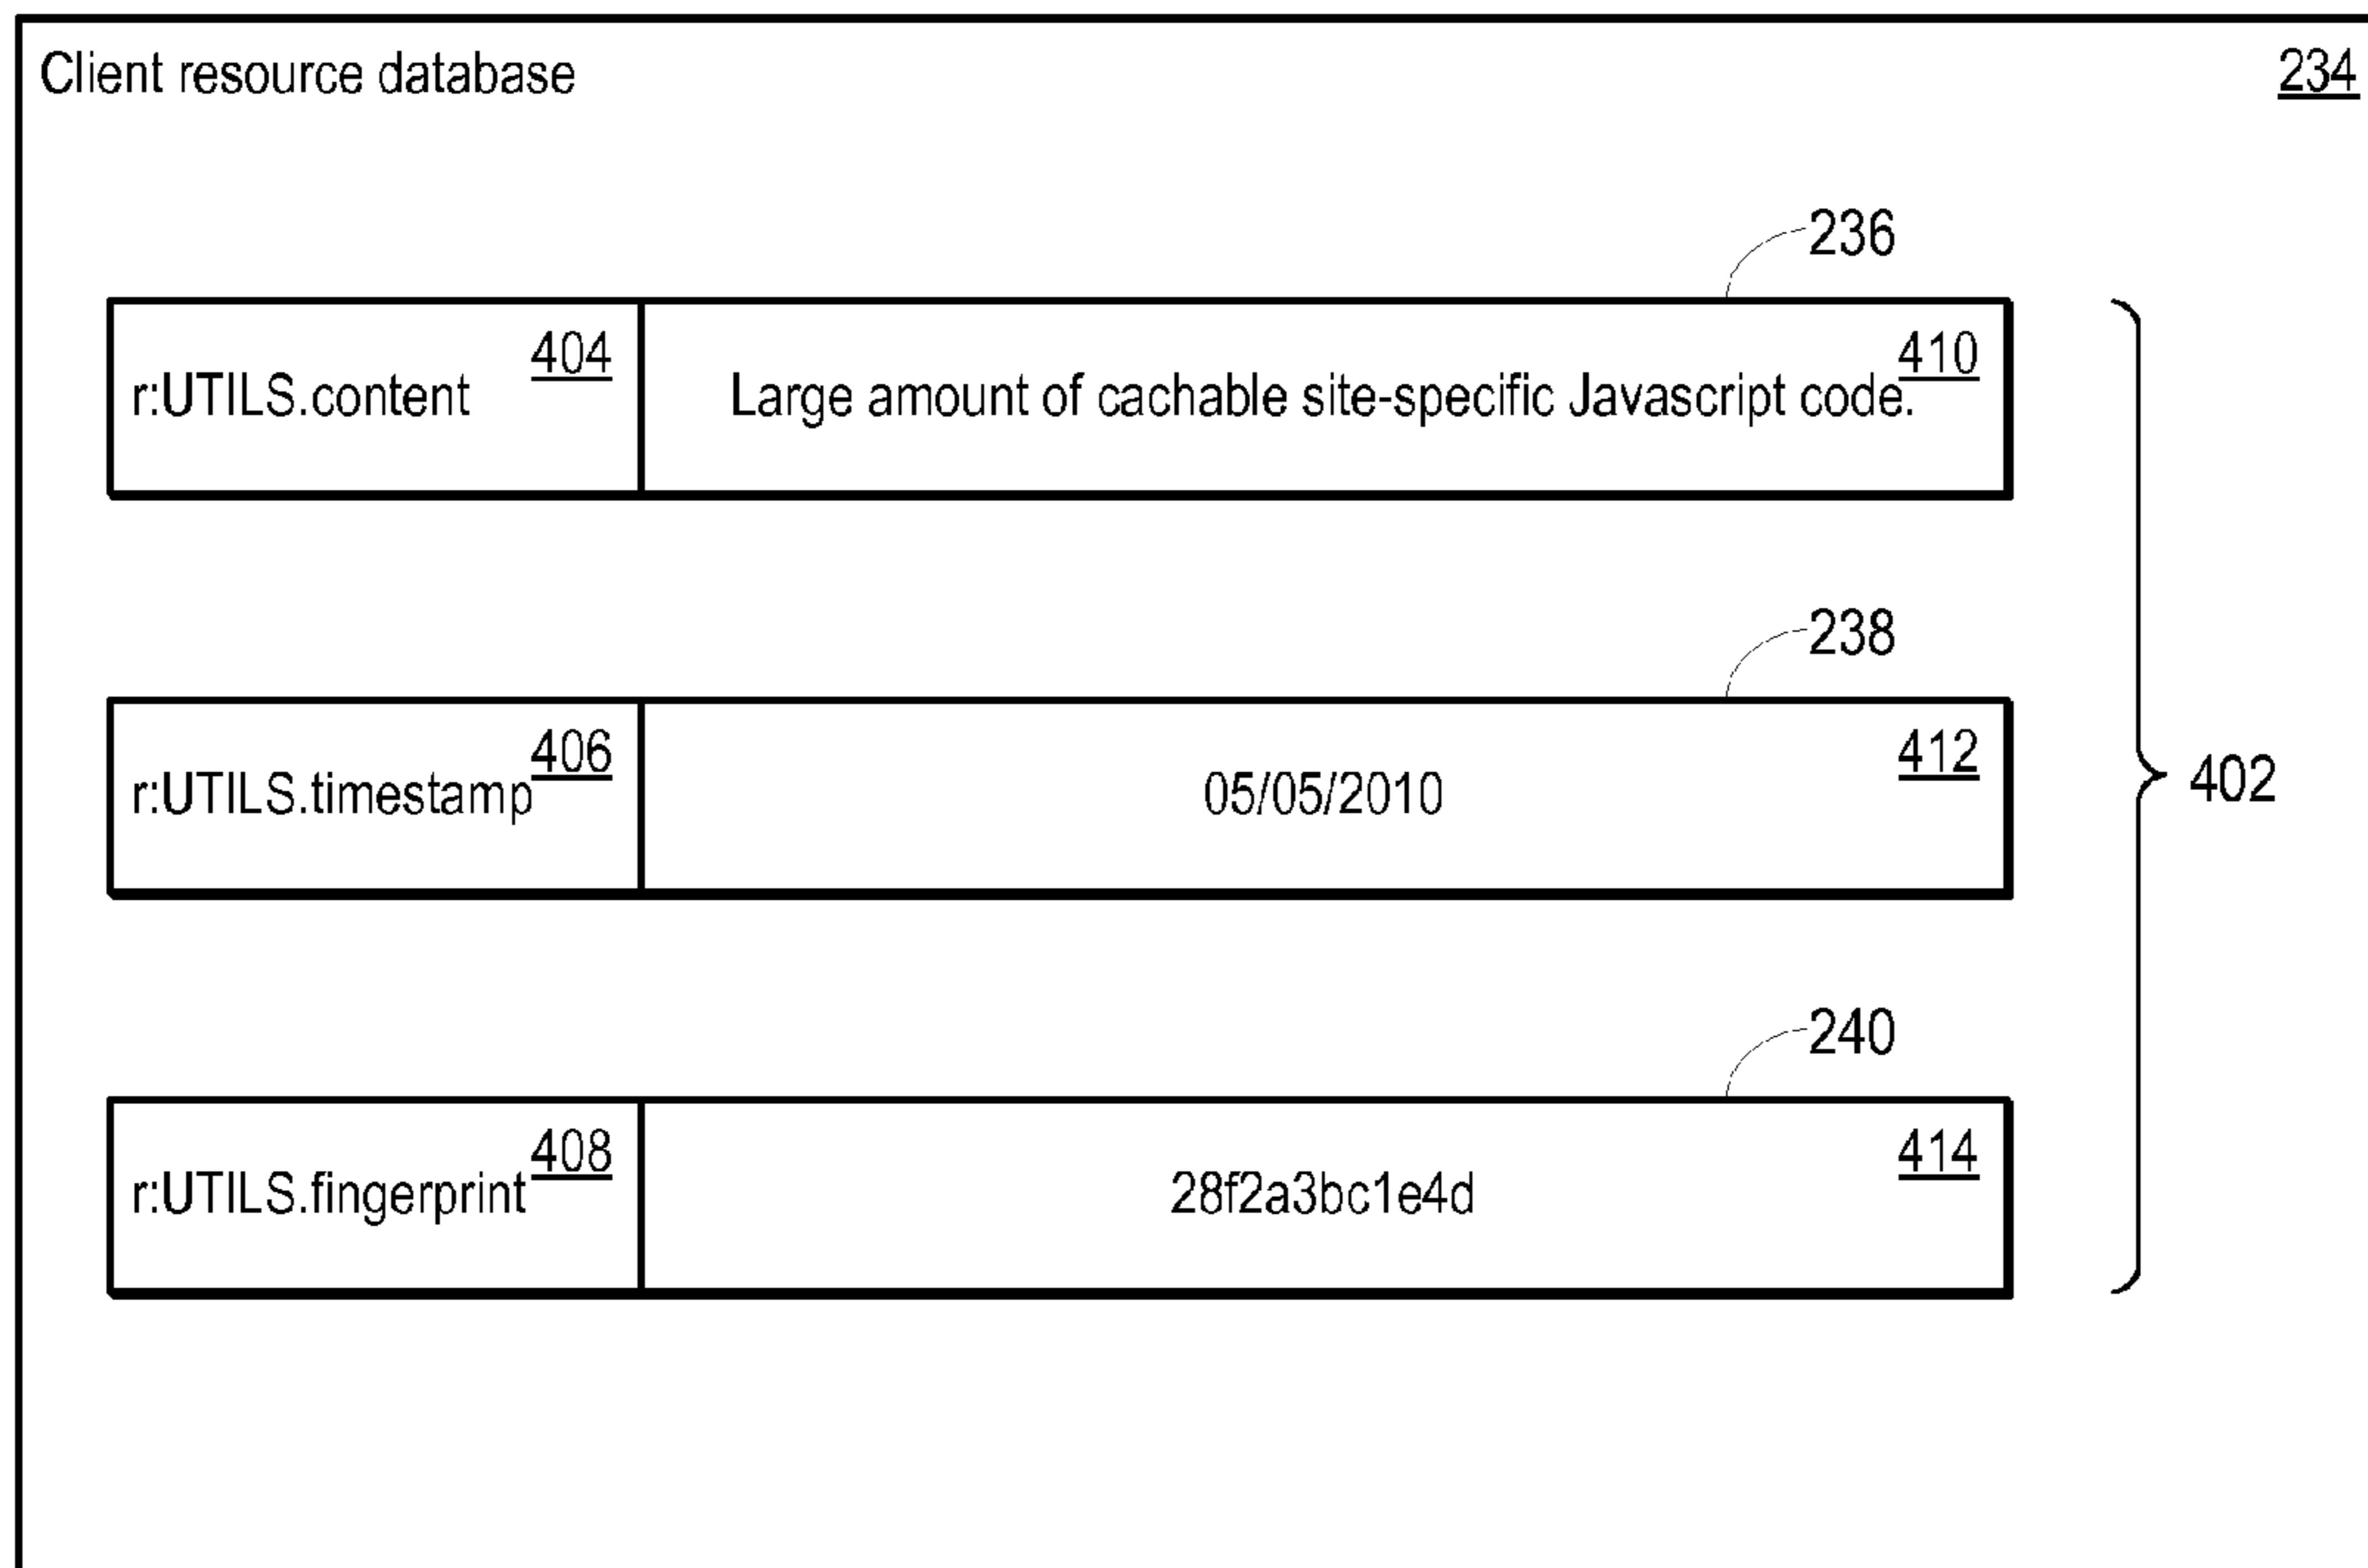 Client resource database 234
236
r:UTILS.content 404 Large amount of cachable site-specific Javascript code. 410
238
r:UTILS.timestamp 406 05/05/2010 412
402
240
r:UTILS.fingerprint 408 28f2a3bc1e4d 414